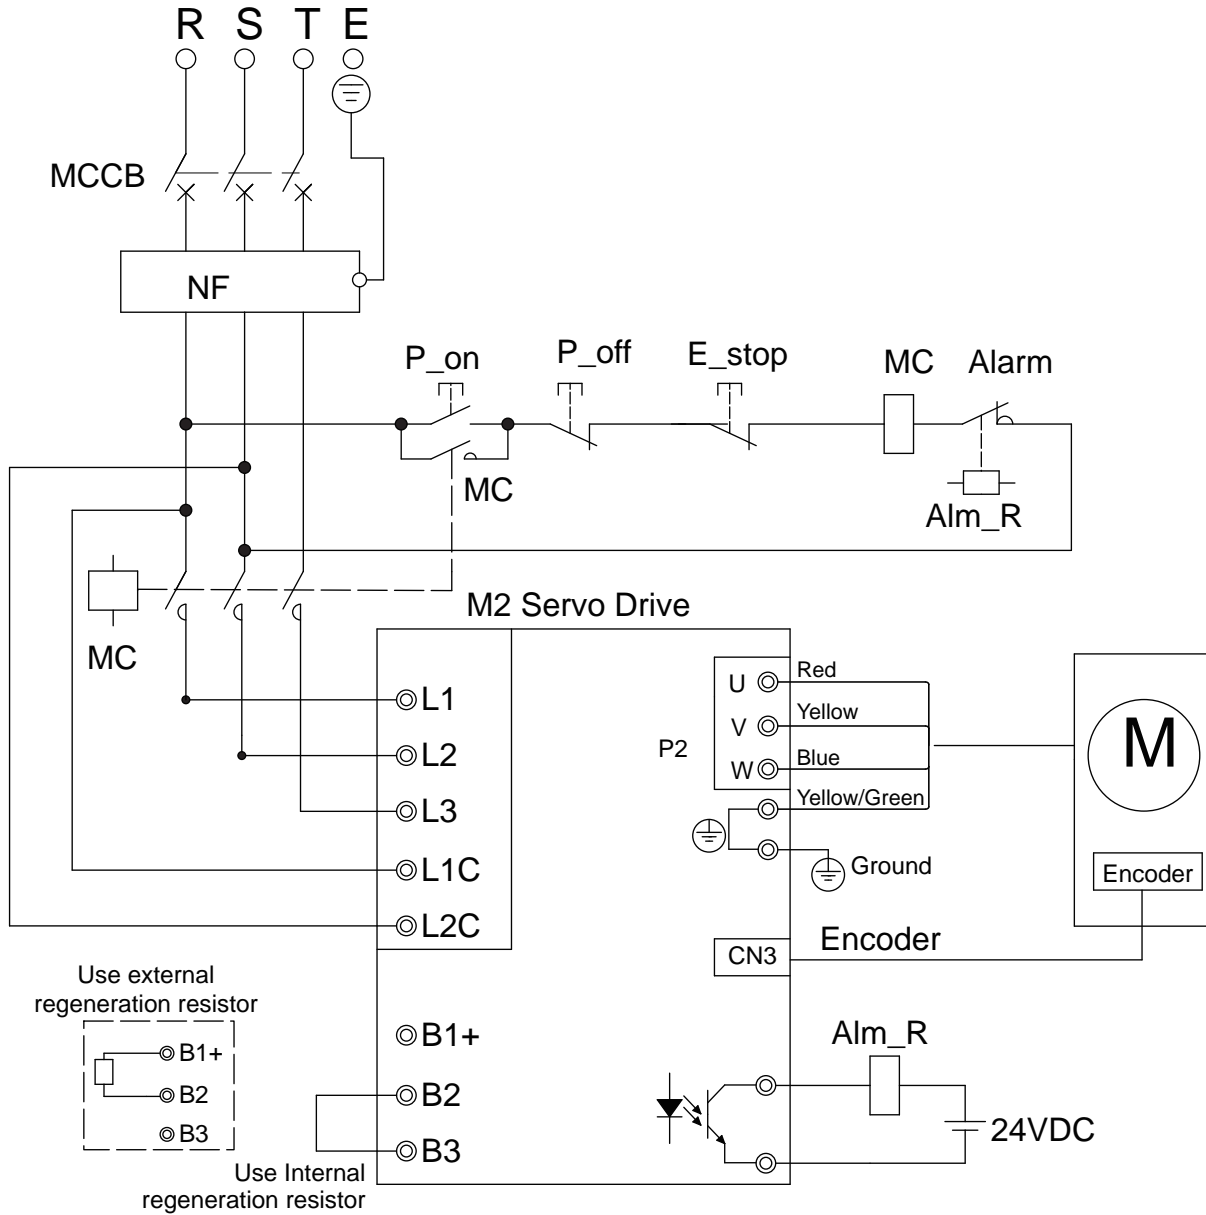 R S T E
MCCB
NF
P_on
P_off
E_stop
MC
Alarm
MC
Alm_R
MC
M2 Servo Drive
L1
L2
L3
L1C
L2C
U
V
W
P2
Red
Yellow
Blue
Yellow/Green
Ground
M
Encoder
CN3
Encoder
Use external
regeneration resistor
B1+
B2
B3
B1+
B2
B3
Use Internal
regeneration resistor
Alm_R
24VDC